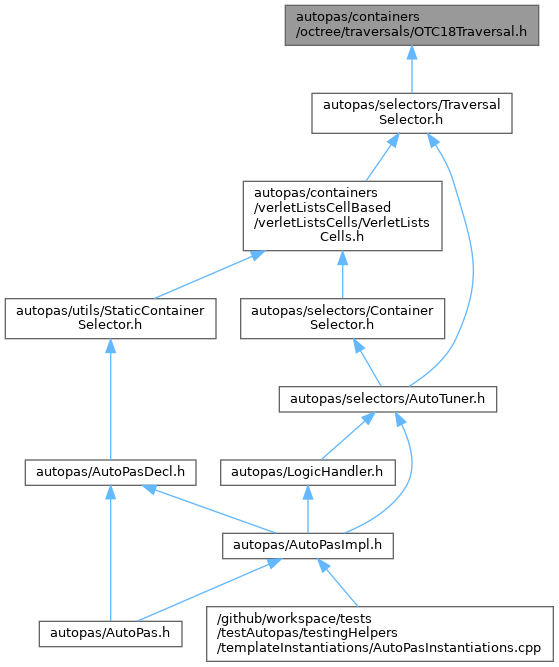 autopas/containers
/octree/traversals/OTC18Traversal.h
autopas/selectors/Traversal
Selector.h
autopas/containers
/verletListsCellBased
/verletListsCells/VerletLists
Cells.h
autopas/utils/StaticContainer
Selector.h
autopas/selectors/Container
Selector.h
autopas/selectors/AutoTuner.h
autopas/AutoPasDecl.h
autopas/LogicHandler.h
autopas/AutoPasImpl.h
autopas/AutoPas.h
/github/workspace/tests
/testAutopas/testingHelpers
/templateInstantiations/AutoPasInstantiations.cpp